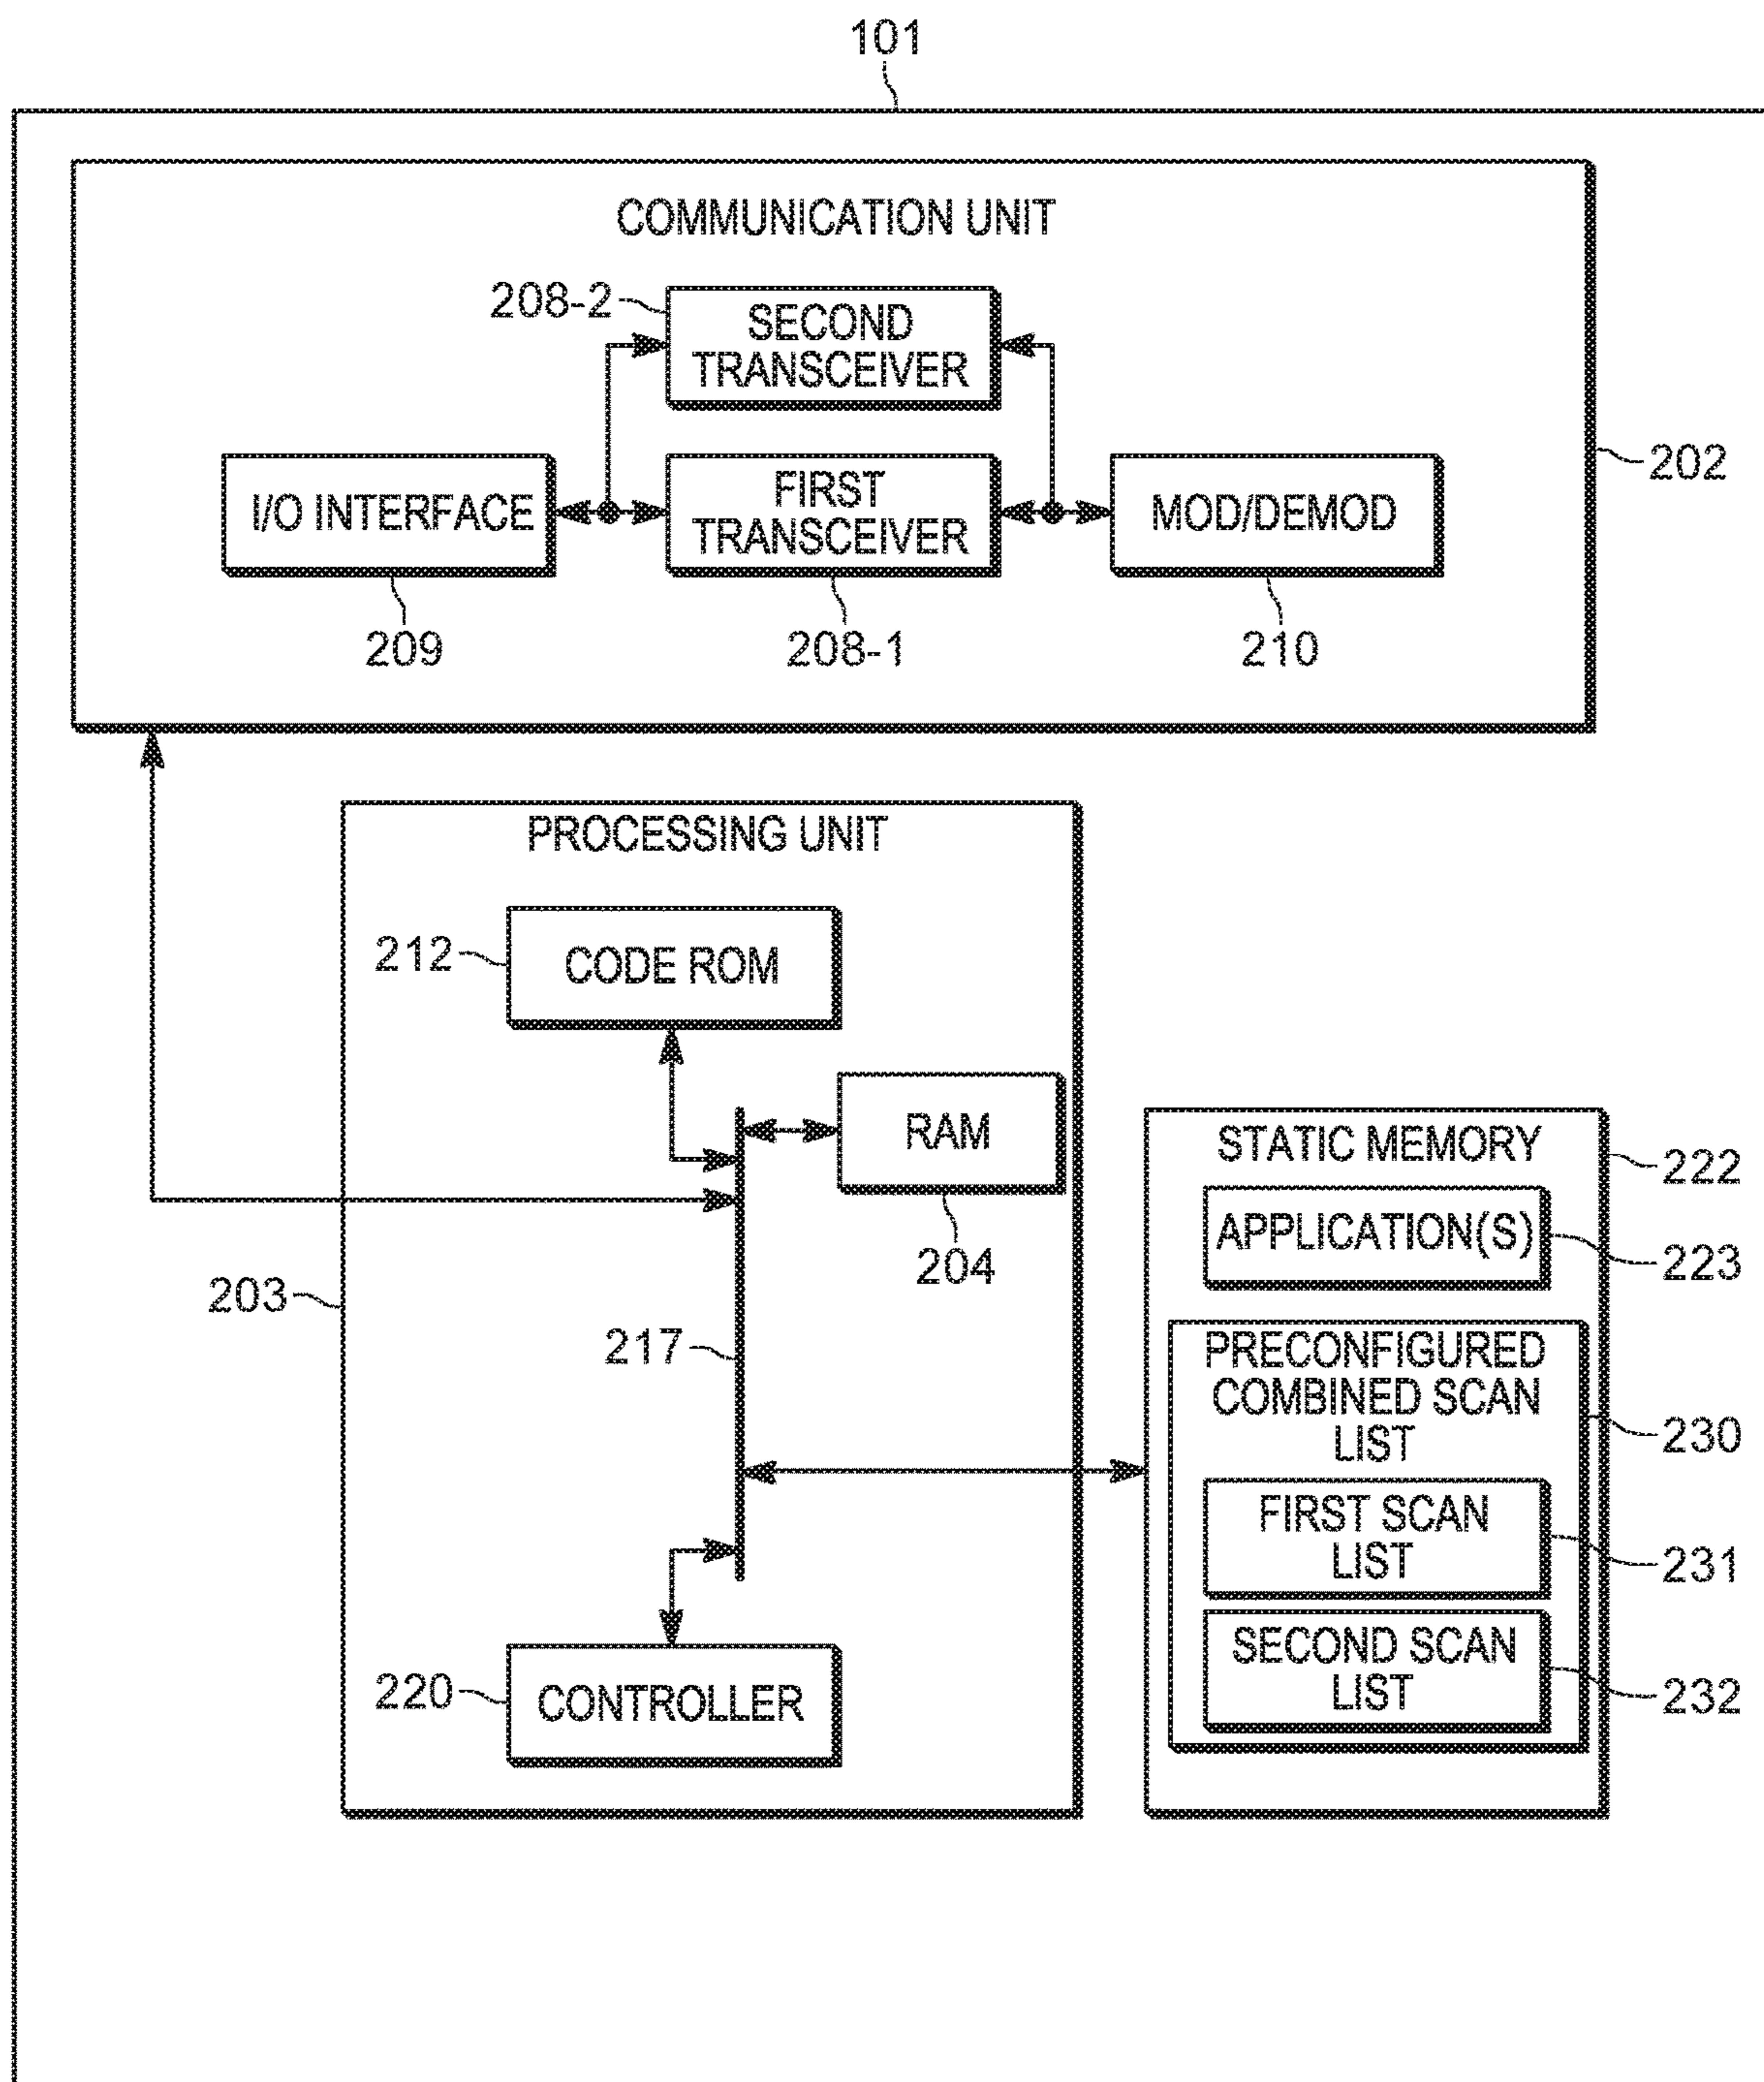 101
COMMUNICATION UNIT
208-2
SECOND
TRANSCEIVER
202
I/O INTERFACE
FIRST
TRANSCEIVER
MOD/DEMOD
209
208-1
210
PROCESSING UNIT
212
CODE ROM
RAM
204
203
217
220
CONTROLLER
STATIC MEMORY
222
APPLICATION(S)
223
PRECONFIGURED
COMBINED SCAN
LIST
230
FIRST SCAN
LIST
231
SECOND SCAN
LIST
232